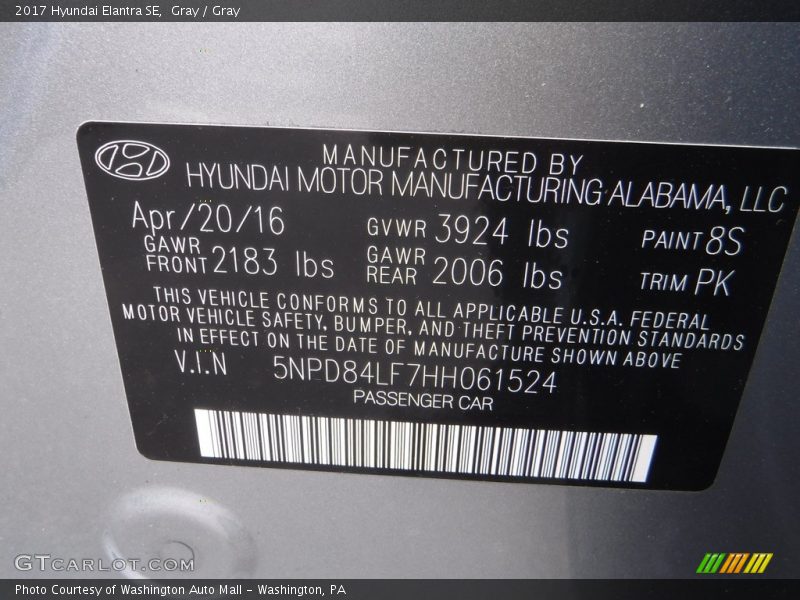 2017 Hyundai Elantra SE,  Gray / Gray
MANUFACTURED BY
HYUNDAI MOTOR MANUFACTURING ALABAMA, LLC
Apr/20/16 GVWR 3924 lbs PAINT 8S
GAWR FRONT 2183 lbs GAWR REAR 2006 lbs TRIM PK
THIS VEHICLE CONFORMS TO ALL APPLICABLE U.S.A. FEDERAL
MOTOR VEHICLE SAFETY, BUMPER, AND THEFT PREVENTION STANDARDS
IN EFFECT ON THE DATE OF MANUFACTURE SHOWN ABOVE
V.I.N 5NPD84LF7HH061524
PASSENGER CAR
GTCARLOT.COM
Photo Courtesy of Washington Auto Mall - Washington, PA